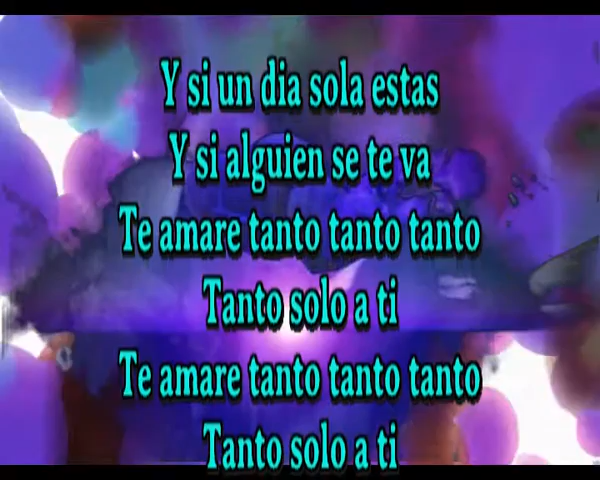 Y si un dia sola estas
Y si alguien se te va
Te amare tanto tanto tanto
Tanto solo a ti
Te amare tanto tanto tanto
Tanto solo a ti